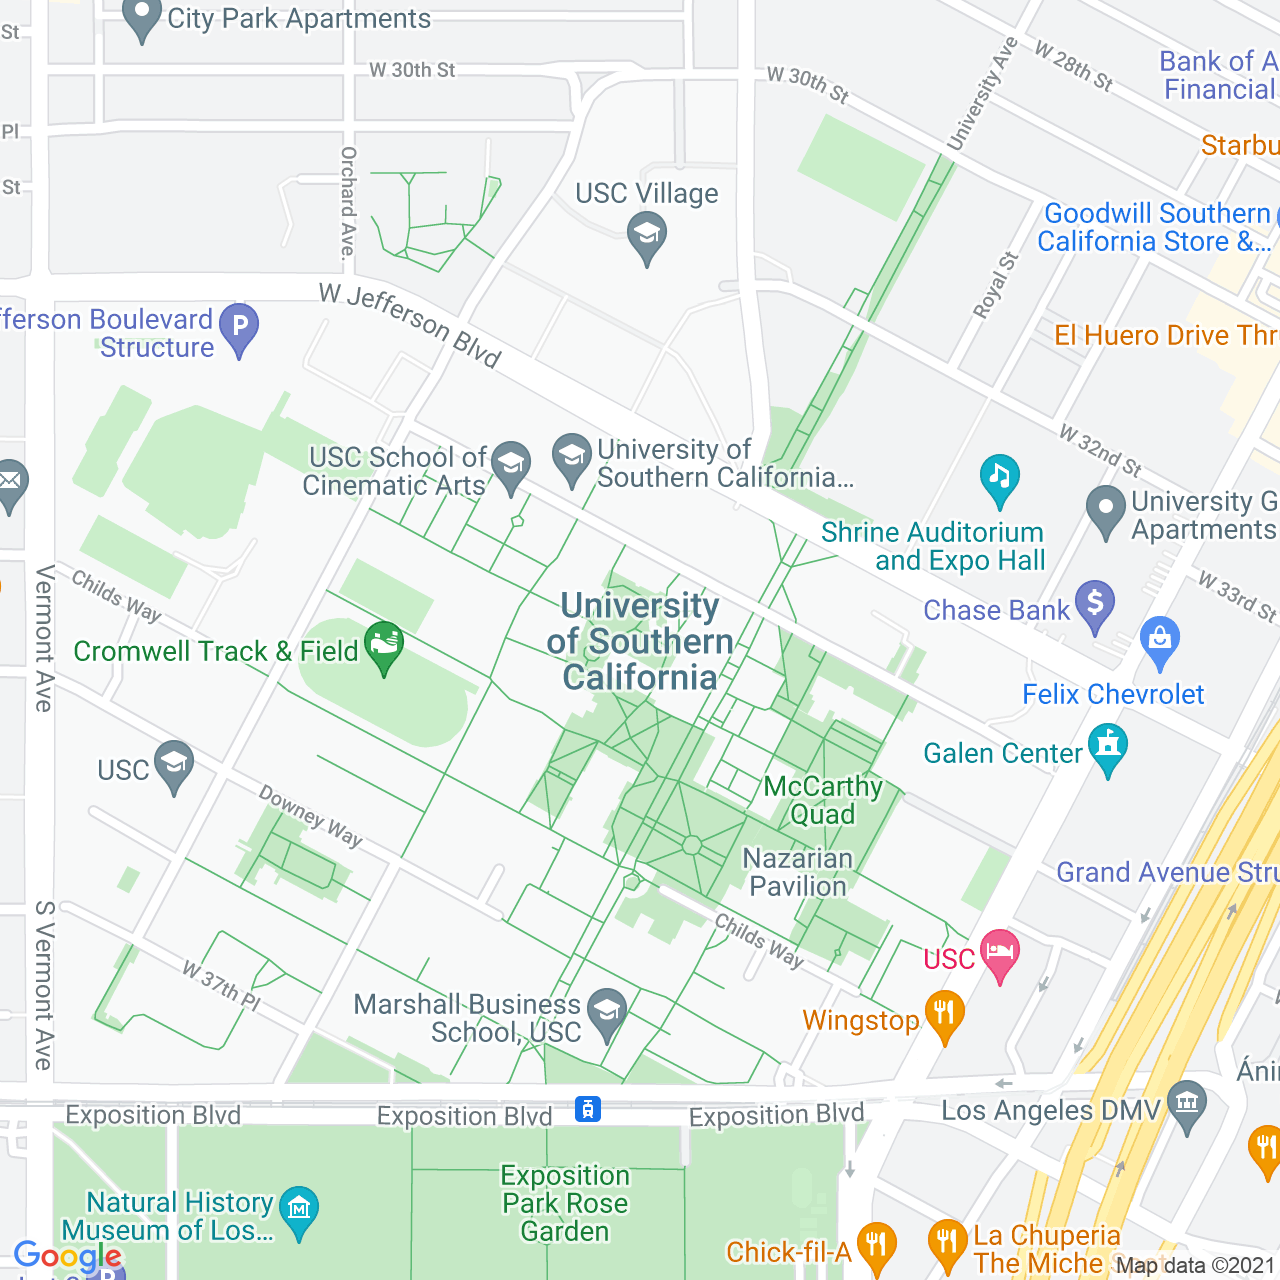 City Park Apartments
St
W 30th St
W 30th St
University Ave
W 28th St
Bank of A
Financial
Pl
Starbu
St
Orchard Ave.
USC Village
Goodwill Southern
California Store &...
Royal St
W Jefferson Blvd
fferson Boulevard
Structure
El Huero Drive Thr
W 32nd St
USC School of
Cinematic Arts
University of
Southern California...
University G
Apartments
Shrine Auditorium
and Expo Hall
W 33rd St
Childs Way
Vermont Ave
University
of Southern
California
Chase Bank
Cromwell Track & Field
Felix Chevrolet
Galen Center
USC
Downey Way
McCarthy
Quad
Nazarian
Pavilion
Grand Avenue Stru
S Vermont Ave
Childs Way
W 37th Pl
USC
Marshall Business
School, USC
Wingstop
Ánim
Exposition Blvd
Exposition Blvd
Exposition Blvd
Los Angeles DMV
Exposition
Park Rose
Garden
Natural History
Museum of Los...
Chick-fil-A
La Chuperia
The Miche
Google
Map data ©2021